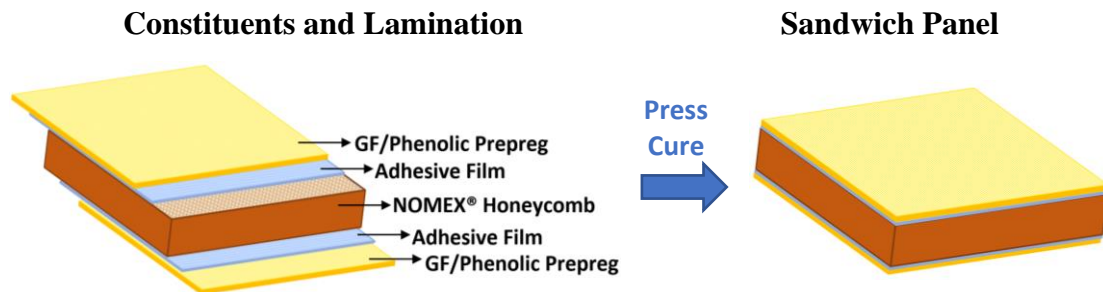 Constituents and Lamination
Sandwich Panel
GF/Phenolic Prepreg
Adhesive Film
NOMEX® Honeycomb
Adhesive Film
GF/Phenolic Prepreg
Press
Cure